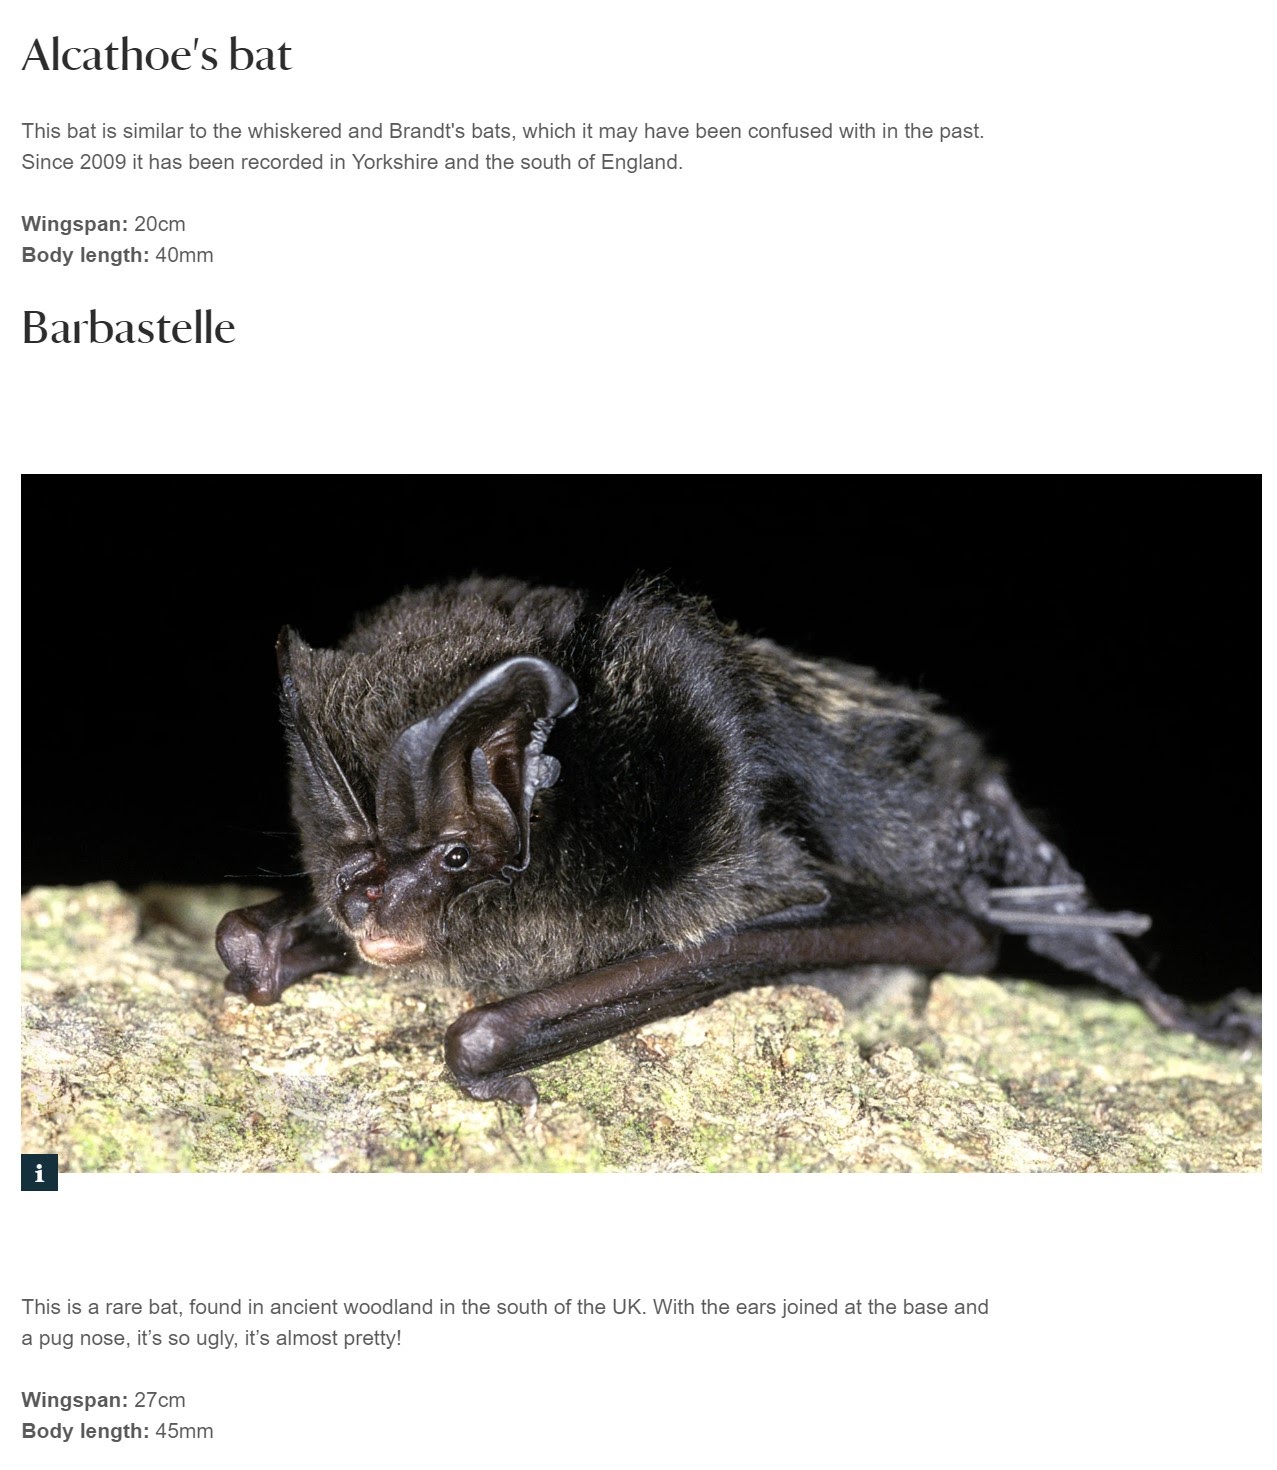 Alcathoe's bat
This bat is similar to the whiskered and Brandt's bats, which it may have been confused with in the past.
Since 2009 it has been recorded in Yorkshire and the south of England.
Wingspan: 20cm
Body length: 40mm
Barbastelle
i
This is a rare bat, found in ancient woodland in the south of the UK. With the ears joined at the base and
a pug nose, it’s so ugly, it’s almost pretty!
Wingspan: 27cm
Body length: 45mm